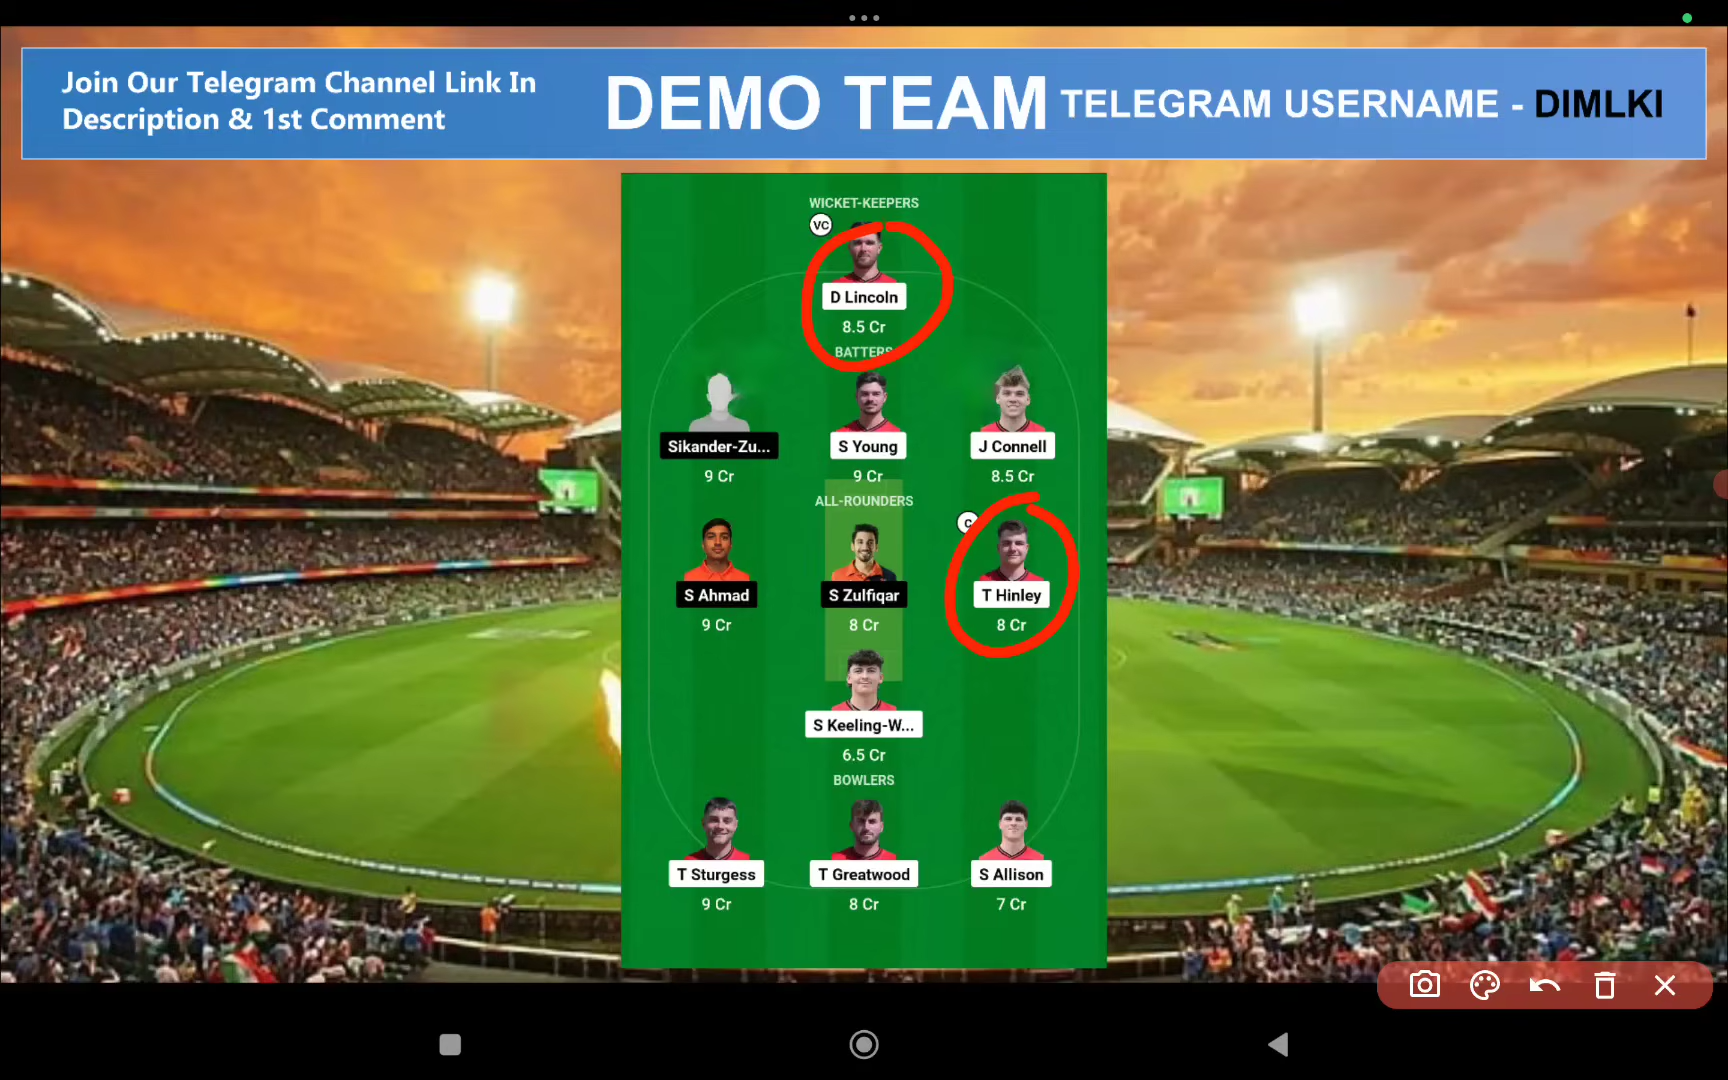 Join Our Telegram Channel Link In
Description & 1st Comment
DEMO TEAM
TELEGRAM USERNAME - DIMLKI
WICKET-KEEPERS
VC
D Lincoln
8.5 Cr
BATTERS
Sikander-Zu...
S Young
J Connell
9 Cr
9 Cr
8.5 Cr
ALL-ROUNDERS
C
S Ahmad
S Zulfiqar
T Hinley
9 Cr
8 Cr
8 Cr
S Keeling-W...
6.5 Cr
BOWLERS
T Sturgess
T Greatwood
S Allison
9 Cr
8 Cr
7 Cr